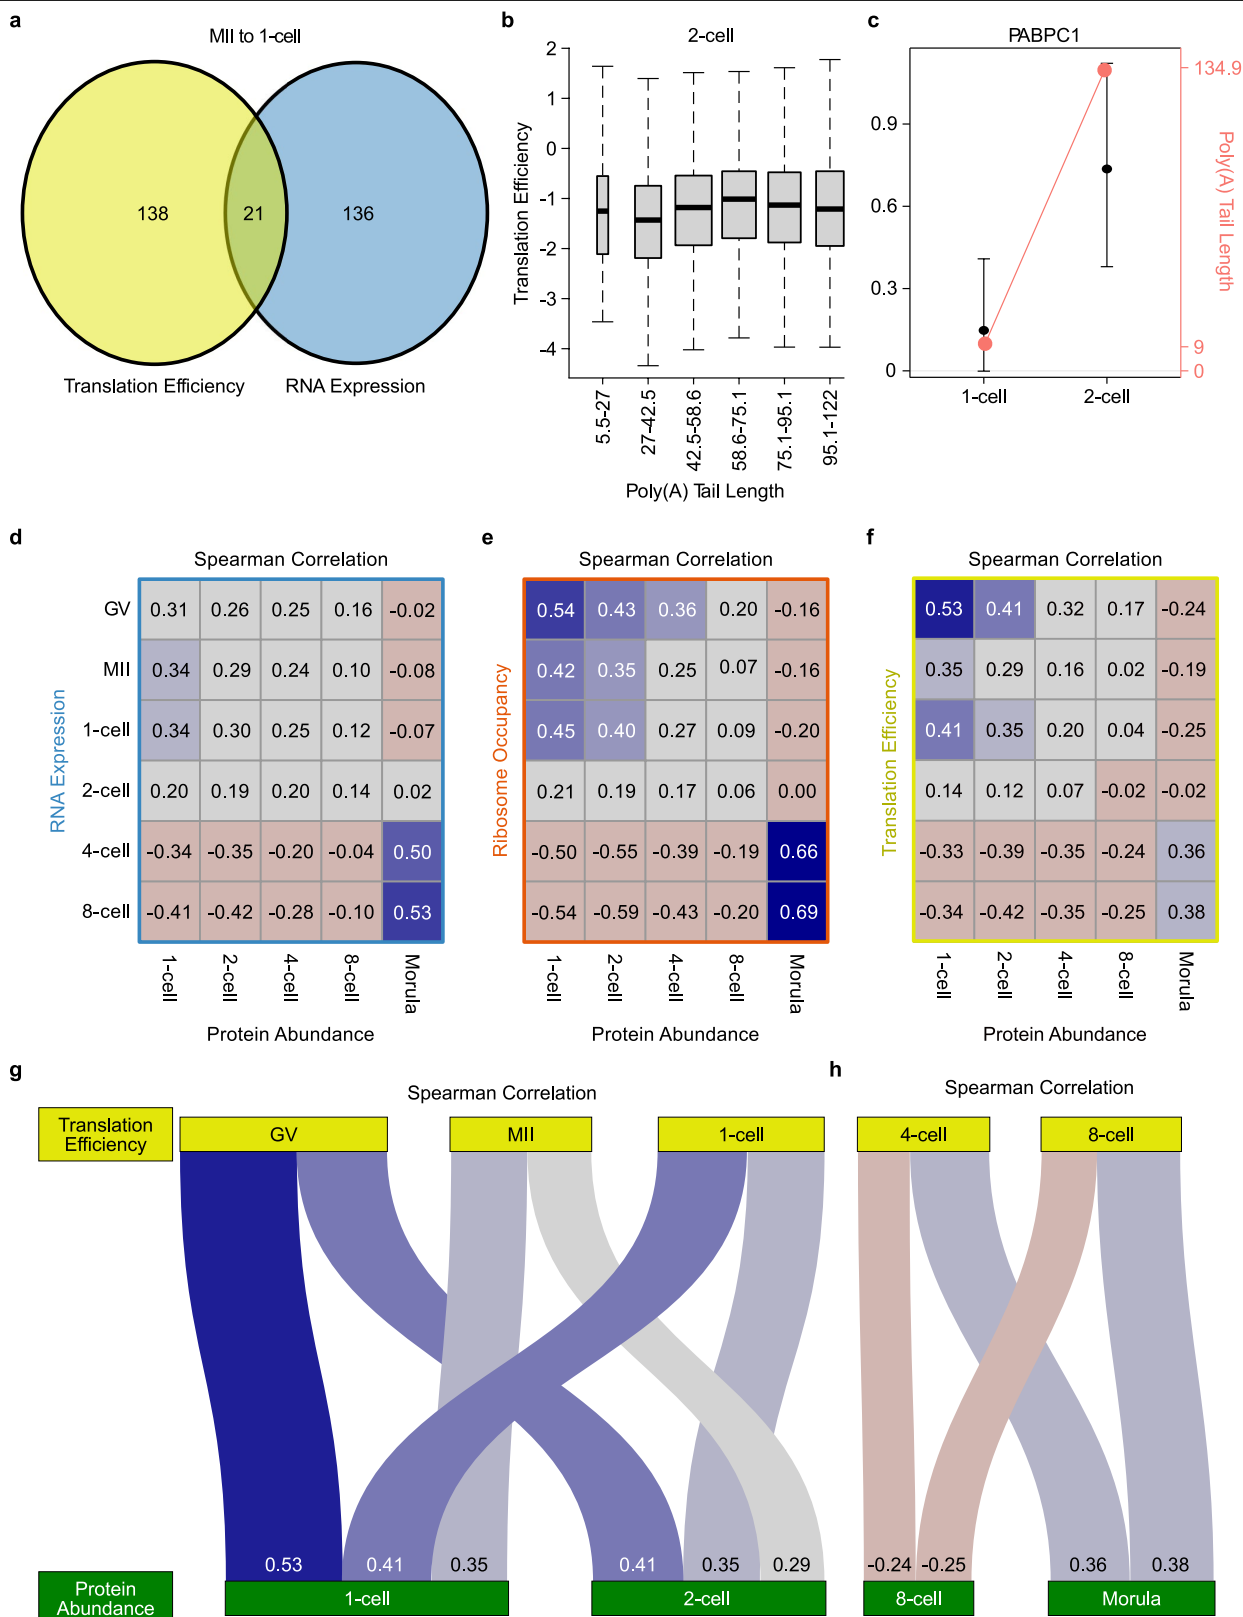 a
MII to 1-cell
138
21
136
Translation Efficiency
RNA Expression
b
2-cell
Translation Efficiency
2
1
0
-1
-2
-3
-4
5.5-27
27-42.5
42.5-58.6
58.6-75.1
75.1-95.1
95.1-122
Poly(A) Tail Length
c
PABPC1
0.9
0.6
0.3
0
134.9
9
0
Poly(A) Tail Length
1-cell
2-cell
d
Spearman Correlation
RNA Expression
GV 0.31 0.26 0.25 0.16 -0.02
MII 0.34 0.29 0.24 0.10 -0.08
1-cell 0.34 0.30 0.25 0.12 -0.07
2-cell 0.20 0.19 0.20 0.14 0.02
4-cell -0.34 -0.35 -0.20 -0.04 0.50
8-cell -0.41 -0.42 -0.28 -0.10 0.53
1-cell 2-cell 4-cell 8-cell Morula
Protein Abundance
e
Spearman Correlation
Ribosome Occupancy
0.54 0.43 0.36 0.20 -0.16
0.42 0.35 0.25 0.07 -0.16
0.45 0.40 0.27 0.09 -0.20
0.21 0.19 0.17 0.06 0.00
-0.50 -0.55 -0.39 -0.19 0.66
-0.54 -0.59 -0.43 -0.20 0.69
1-cell 2-cell 4-cell 8-cell Morula
Protein Abundance
f
Spearman Correlation
Translation Efficiency
0.53 0.41 0.32 0.17 -0.24
0.35 0.29 0.16 0.02 -0.19
0.41 0.35 0.20 0.04 -0.25
0.14 0.12 0.07 -0.02 -0.02
-0.33 -0.39 -0.35 -0.24 0.36
-0.34 -0.42 -0.35 -0.25 0.38
1-cell 2-cell 4-cell 8-cell Morula
Protein Abundance
g
Spearman Correlation
Translation
Efficiency
GV MII 1-cell
0.53 0.41 0.35 0.41 0.35 0.29
Protein
Abundance
1-cell 2-cell
h
Spearman Correlation
4-cell 8-cell
-0.24 -0.25 0.36 0.38
8-cell Morula